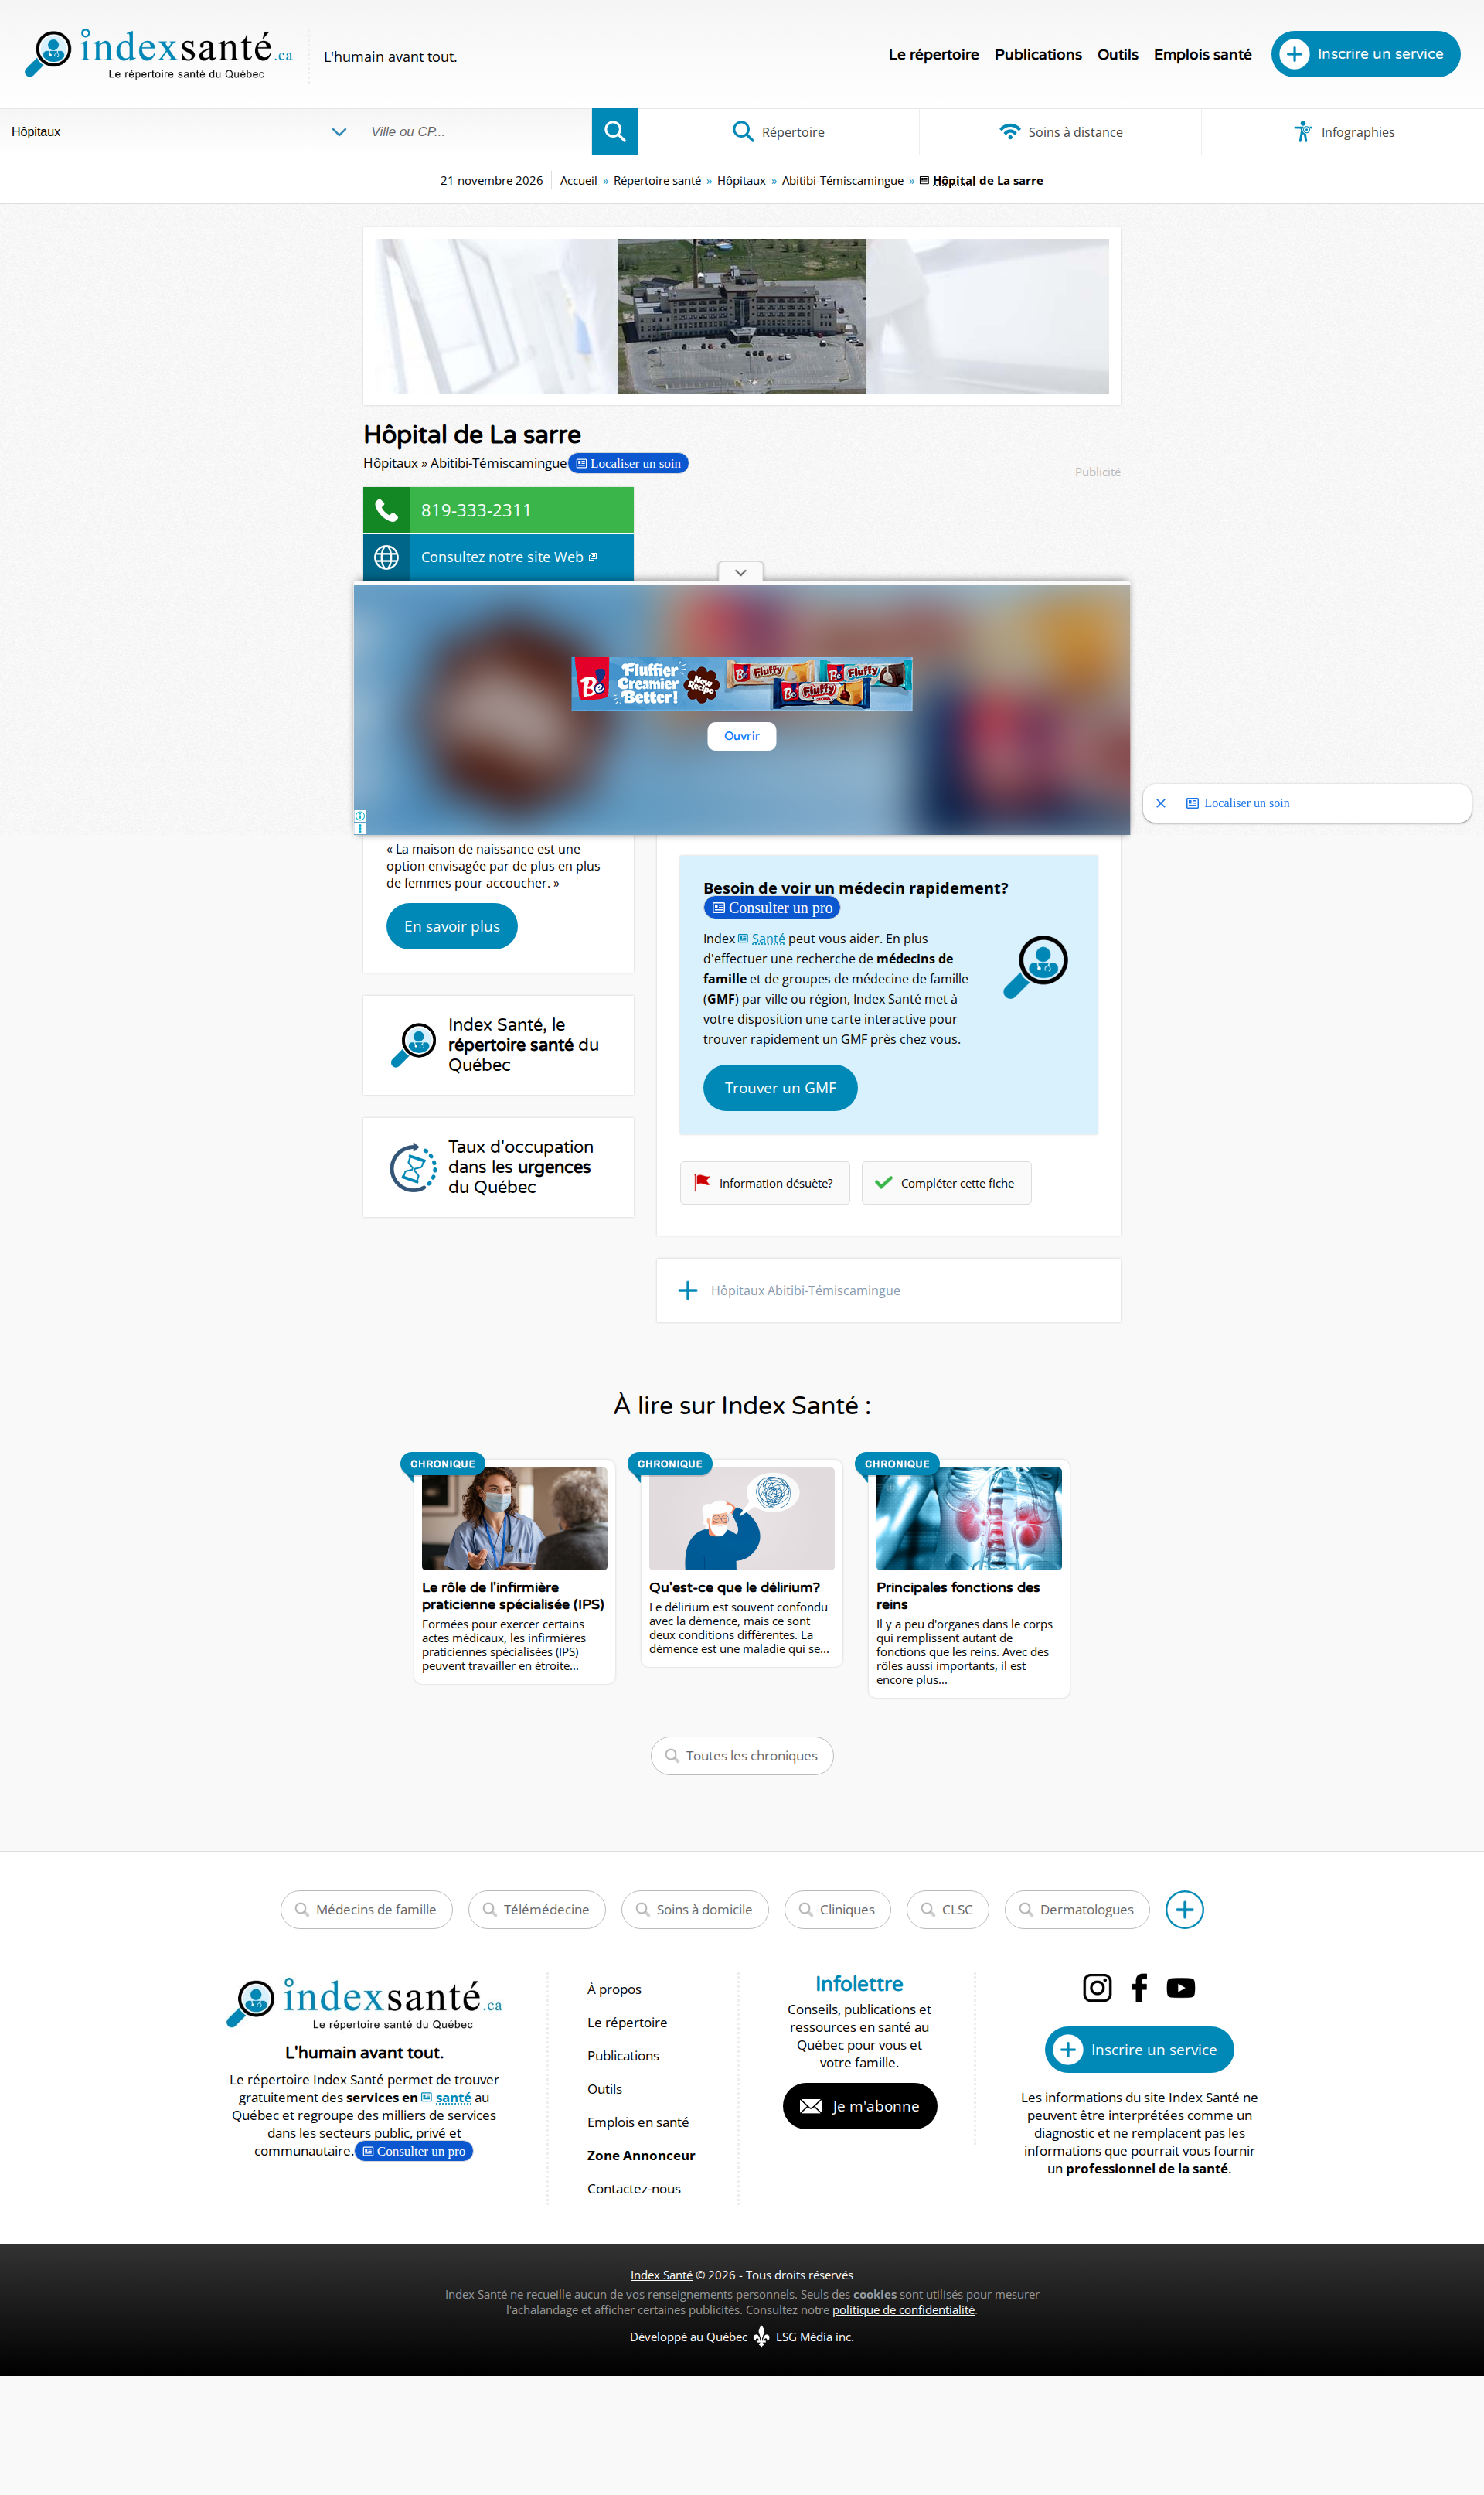 indexsanté.ca
Le répertoire santé du Québec
L'humain avant tout.
Le répertoire
Publications
Outils
Emplois santé
Inscrire un service
Hôpitaux
Ville ou CP...
Répertoire
Soins à distance
Infographies
21 novembre 2026
Accueil » Répertoire santé » Hôpitaux » Abitibi-Témiscamingue » Hôpital de La sarre
Hôpital de La sarre
Hôpitaux » Abitibi-Témiscamingue
Localiser un soin
Publicité
819-333-2311
Consultez notre site Web
Be
Fluffier
Creamier
Better!
New
Recipe
Be Fluffy
Be Fluffy
Be Fluffy
Ouvrir
Localiser un soin
« La maison de naissance est une
option envisagée par de plus en plus
de femmes pour accoucher. »
En savoir plus
Index Santé, le
répertoire santé du
Québec
Taux d'occupation
dans les urgences
du Québec
Besoin de voir un médecin rapidement?
Consulter un pro
Index Santé peut vous aider. En plus
d'effectuer une recherche de médecins de
famille et de groupes de médecine de famille
(GMF) par ville ou région, Index Santé met à
votre disposition une carte interactive pour
trouver rapidement un GMF près chez vous.
Trouver un GMF
Information désuète?
Compléter cette fiche
Hôpitaux Abitibi-Témiscamingue
À lire sur Index Santé :
CHRONIQUE
Le rôle de l'infirmière
praticienne spécialisée (IPS)
Formées pour exercer certains
actes médicaux, les infirmières
praticiennes spécialisées (IPS)
peuvent travailler en étroite...
CHRONIQUE
Qu'est-ce que le délirium?
Le délirium est souvent confondu
avec la démence, mais ce sont
deux conditions différentes. La
démence est une maladie qui se...
CHRONIQUE
Principales fonctions des
reins
Il y a peu d'organes dans le corps
qui remplissent autant de
fonctions que les reins. Avec des
rôles aussi importants, il est
encore plus...
Toutes les chroniques
Médecins de famille
Télémédecine
Soins à domicile
Cliniques
CLSC
Dermatologues
indexsanté.ca
Le répertoire santé du Québec
L'humain avant tout.
Le répertoire Index Santé permet de trouver
gratuitement des services en santé au
Québec et regroupe des milliers de services
dans les secteurs public, privé et
communautaire. Consulter un pro
À propos
Le répertoire
Publications
Outils
Emplois en santé
Zone Annonceur
Contactez-nous
Infolettre
Conseils, publications et
ressources en santé au
Québec pour vous et
votre famille.
Je m'abonne
Inscrire un service
Les informations du site Index Santé ne
peuvent être interprétées comme un
diagnostic et ne remplacent pas les
informations que pourrait vous fournir
un professionnel de la santé.
Index Santé © 2026 - Tous droits réservés
Index Santé ne recueille aucun de vos renseignements personnels. Seuls des cookies sont utilisés pour mesurer
l'achalandage et afficher certaines publicités. Consultez notre politique de confidentialité.
Développé au Québec ESG Média inc.